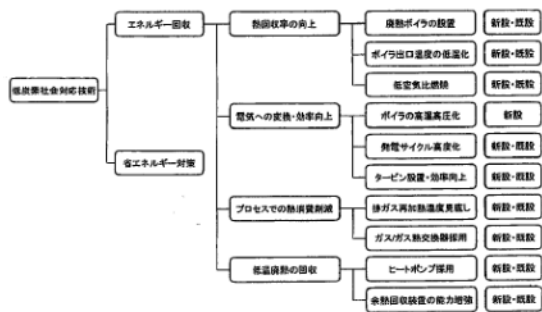 エネルギー回収
熱回収率の向上
廃熱ボイラの設置
新設・既設
ボイラ出口温度の低温化
新設・既設
低炭素社会対応技術
低空気比燃焼
新設・既設
電気への変換・効率向上
ボイラの高温高圧化
新設
発電サイクル高度化
新設・既設
省エネルギー対策
タービン設置・効率向上
新設・既設
プロセスでの熱消費削減
排ガス再加熱温度見直し
新設・既設
ガス/ガス熱交換器採用
新設・既設
低温廃熱の回収
ヒートポンプ採用
新設・既設
余熱回収装置の能力増強
新設・既設